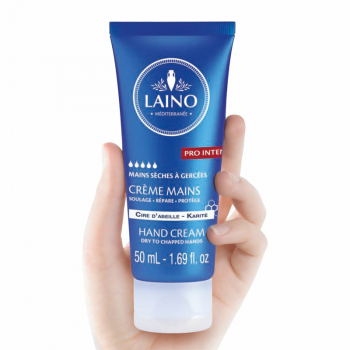 LAINO
MÉDITERRANÉE
PRO INTEN
MAINS SÈCHES À GERCÉES
CRÈME MAINS
SOULAGE - RÉPARE - PROTÈGE
CIRE D'ABEILLE - KARITÉ
HAND CREAM
DRY TO CHAPPED HANDS
50 mL - 1.69 fl. oz